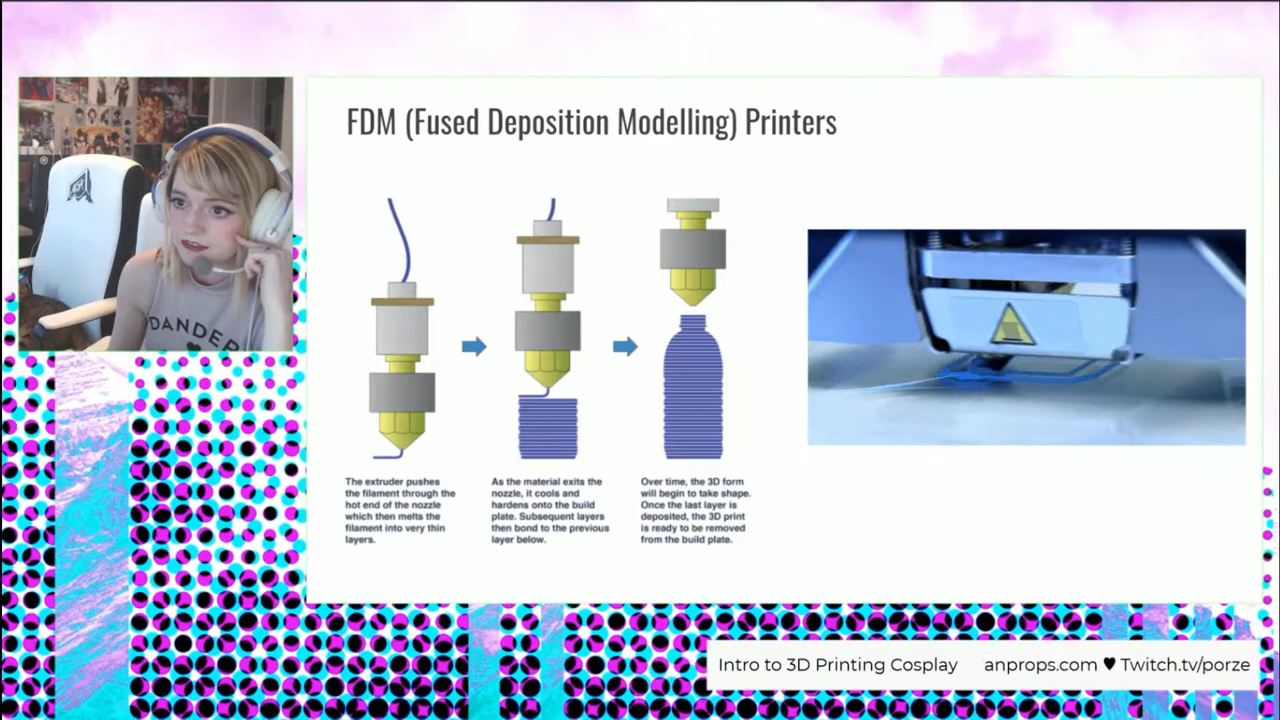 FDM (Fused Deposition Modelling) Printers
The extruder pushes
the filament through the
hot end of the nozzle
which then melts the
filament into very thin
layers.
As the material exits the
nozzle, it cools and
hardens onto the build
plate. Subsequent layers
then bond to the previous
layer below.
Over time, the 3D form
will begin to take shape.
Once the last layer is
deposited, the 3D print
is ready to be removed
from the build plate.
DANDER
Intro to 3D Printing Cosplay anprops.com ♥ Twitch.tv/porze